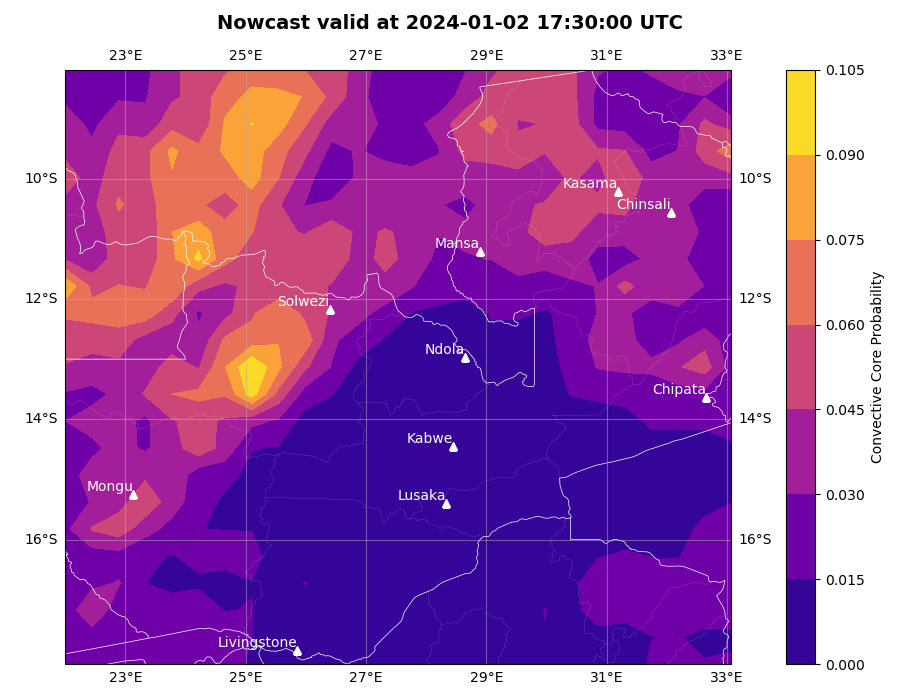 Nowcast valid at 2024-01-02 17:30:00 UTC
23°E 25°E 27°E 29°E 31°E 33°E
0.105
0.090
10°S 10°S
Kasama
Chinsali
0.075
Mansa
12°S 12°S
Solwezi
0.060
Ndola
Convective Core Probability
Chipata
0.045
14°S 14°S
Kabwe
Mongu
Lusaka
0.030
16°S 16°S
0.015
Livingstone
0.000
23°E 25°E 27°E 29°E 31°E 33°E